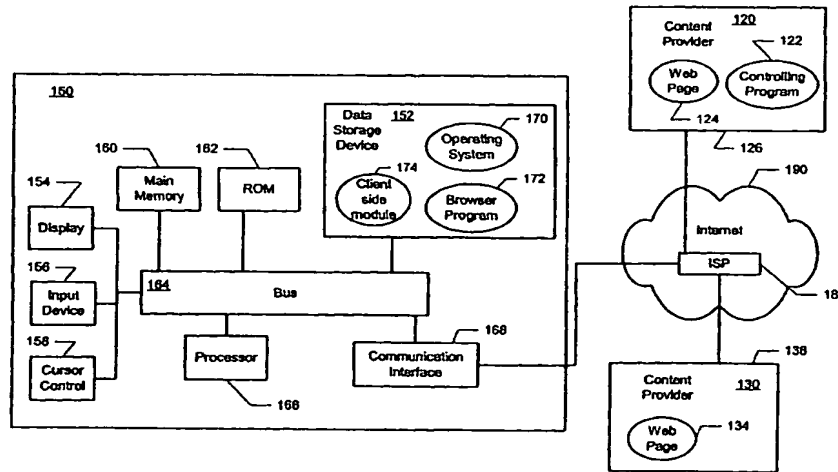 150
160
Main
Memory
162
ROM
Data
Storage
Device
152
Operating
System
170
174
Client
side
module
Browser
Program
172
154
Display
156
Input
Device
158
Cursor
Control
164
Bus
Processor
168
Communication
Interface
168
Content
Provider
120
122
Web
Page
Controlling
Program
124
126
190
Internet
ISP
18
138
Content
Provider
130
Web
Page
134